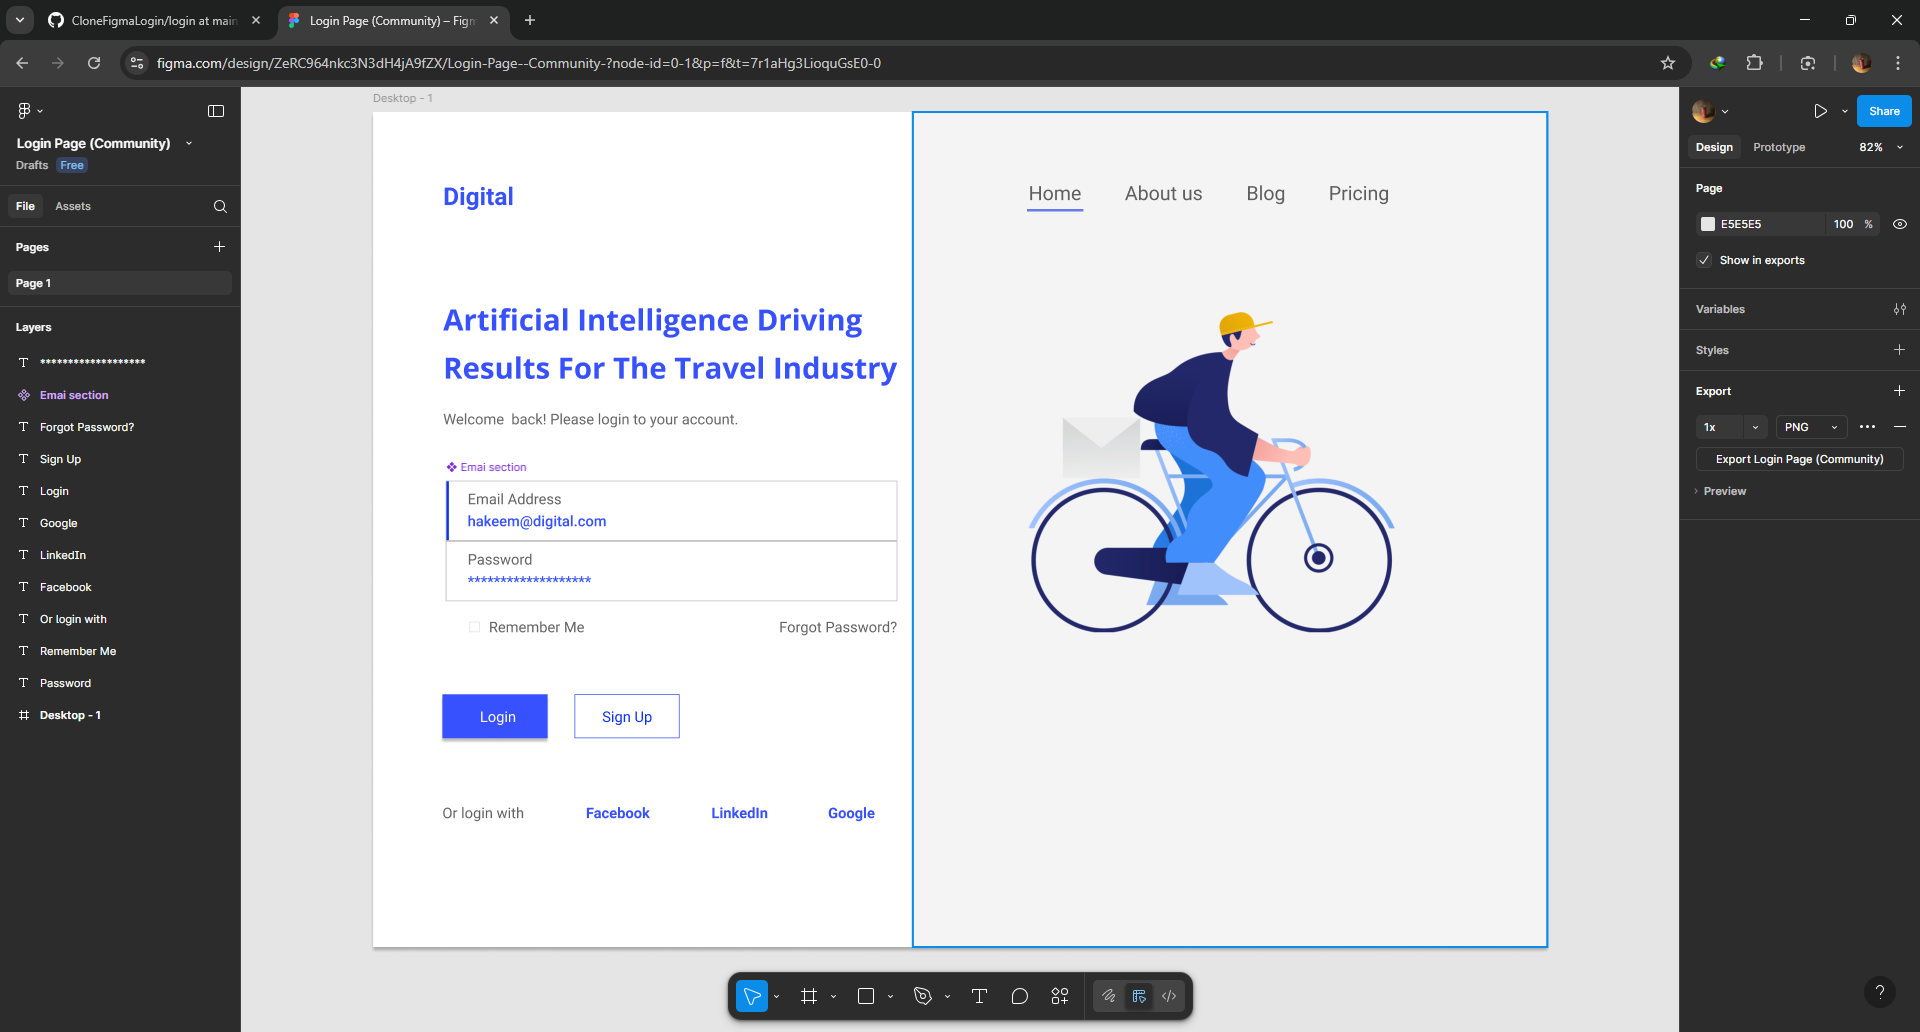 CloneFigmaLogin/login at main
Login Page (Community) – Figm
figma.com/design/ZeRC964nkc3N3dH4jA9fZX/Login-Page--Community-?node-id=0-1&p=f&t=7r1aHg3LioquGsE0-0
Login Page (Community)
Drafts Free
File Assets
Pages
Page 1
Layers
*******************
Emai section
Forgot Password?
Sign Up
Login
Google
LinkedIn
Facebook
Or login with
Remember Me
Password
Desktop - 1
Desktop - 1
Digital
Artificial Intelligence Driving
Results For The Travel Industry
Welcome  back! Please login to your account.
Emai section
Email Address
hakeem@digital.com
Password
*******************
Remember Me Forgot Password?
Login Sign Up
Or login with Facebook LinkedIn Google
Home About us Blog Pricing
Share
Design Prototype 82%
Page
E5E5E5 100 %
Show in exports
Variables
Styles
Export
1x PNG
Export Login Page (Community)
Preview
?